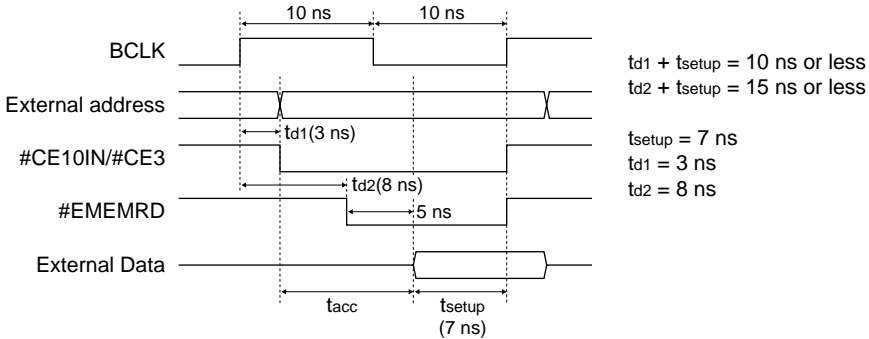 10 ns 10 ns
BCLK
External address
td1(3 ns)
#CE10IN/#CE3
td2(8 ns)
#EMEMRD
5 ns
External Data
tacc
tsetup
(7 ns)
td1 + tsetup = 10 ns or less
td2 + tsetup = 15 ns or less
tsetup = 7 ns
td1 = 3 ns
td2 = 8 ns